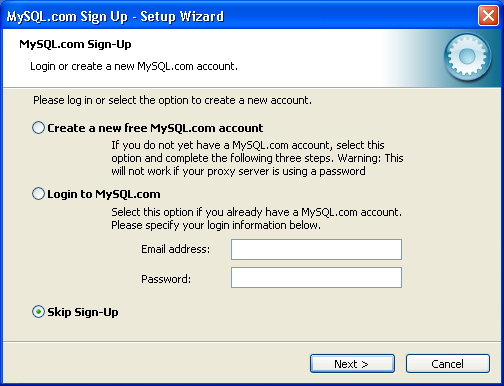 MySQL.com Sign Up - Setup Wizard
MySQL.com Sign-Up
Login or create a new MySQL.com account.
Please log in or select the option to create a new account.
Create a new free MySQL.com account
If you do not yet have a MySQL.com account, select this
option and complete the following three steps. Warning: This
will not work if your proxy server is using a password
Login to MySQL.com
Select this option if you already have a MySQL.com account.
Please specify your login information below.
Email address:
Password:
Skip Sign-Up
Next >
Cancel